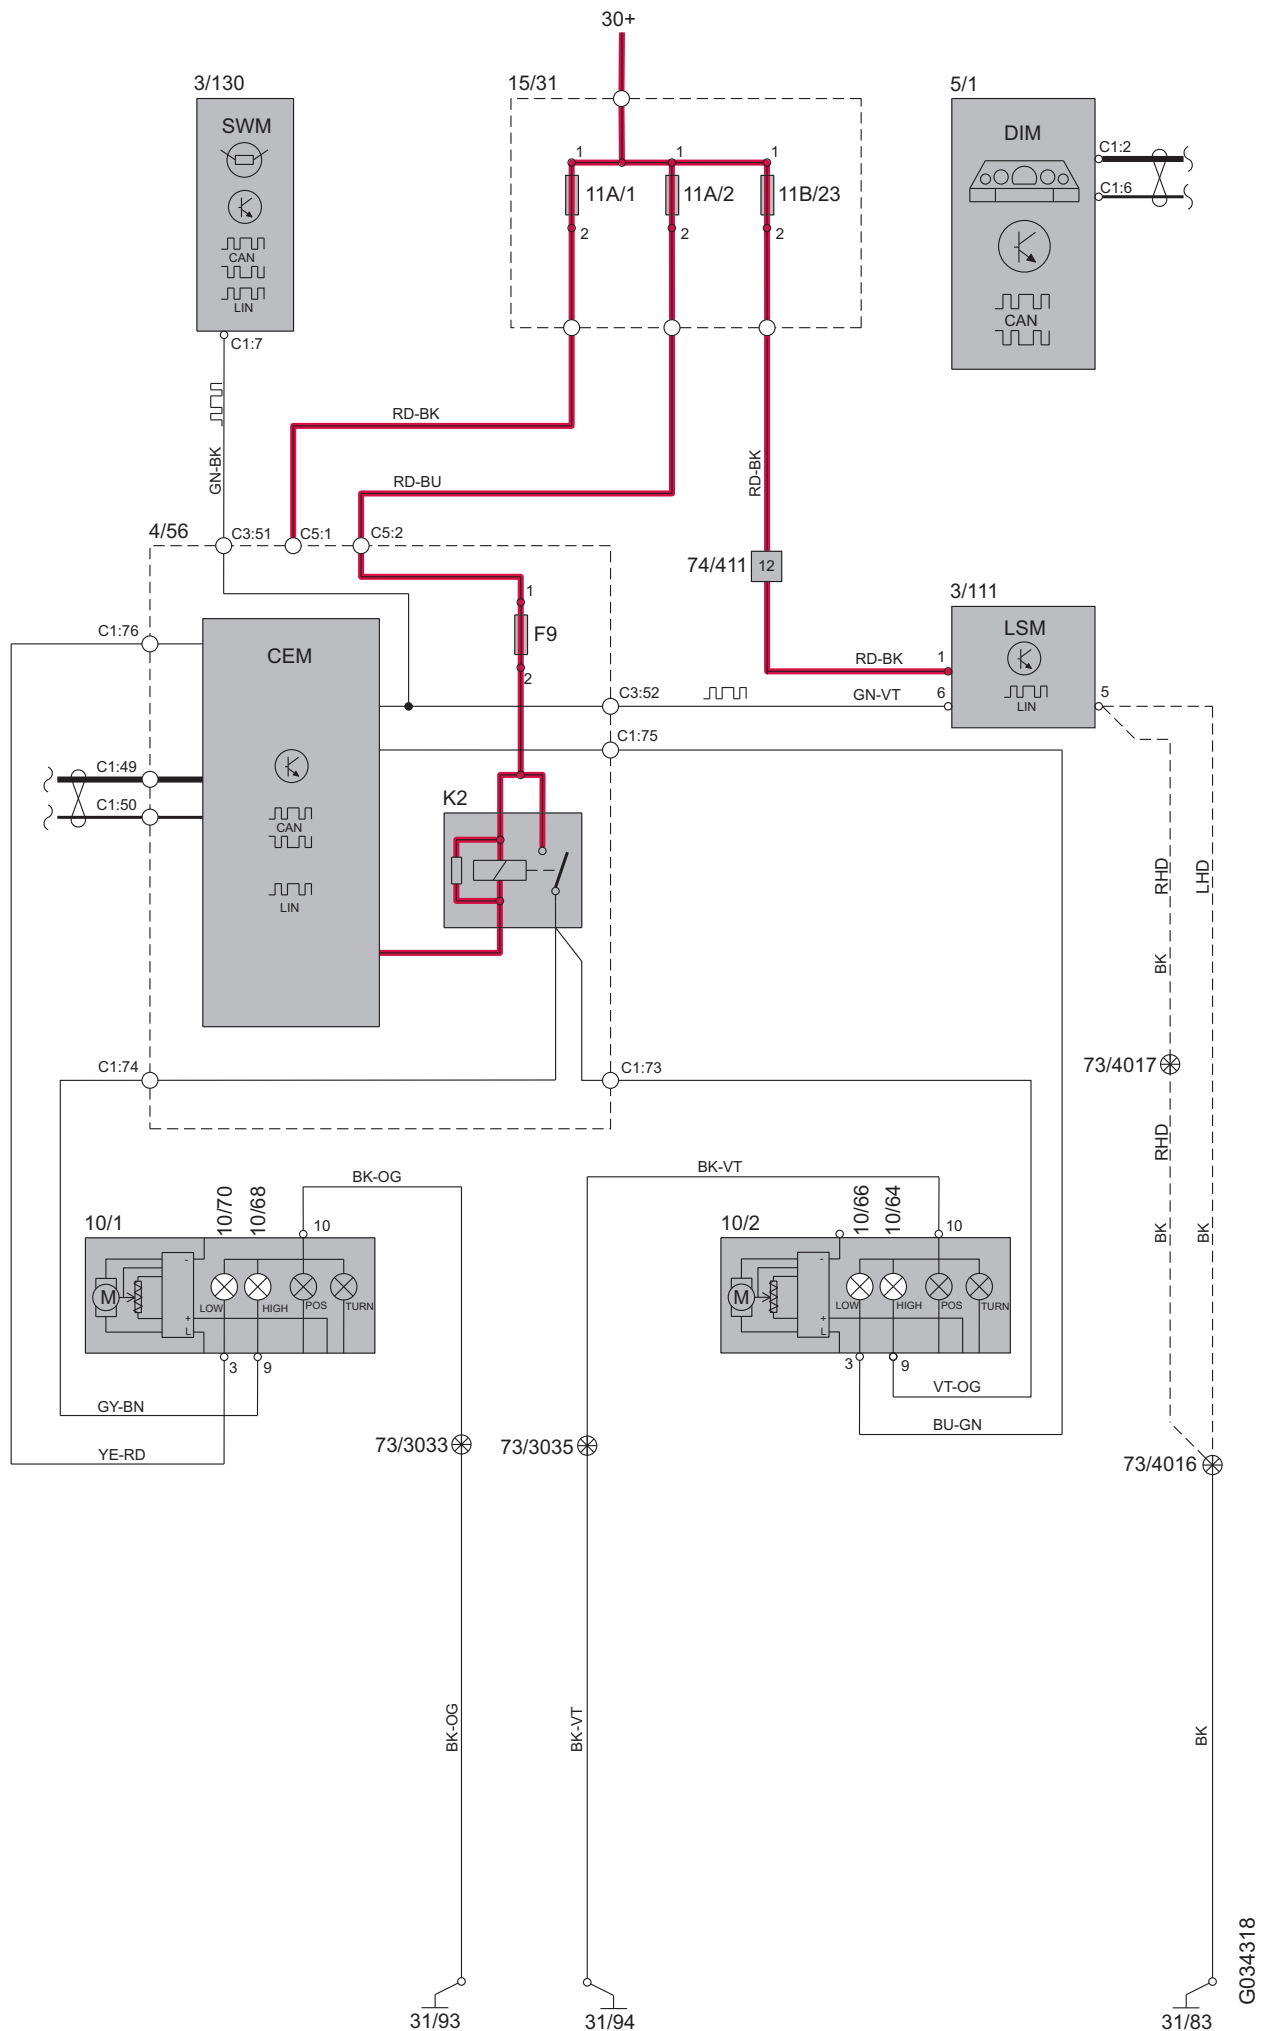 30+
3/130
15/31
5/1
SWM
DIM
C1:2
1
1
1
11A/1
11A/2
11B/23
C1:6
2
2
2
CAN
LIN
CAN
C1:7
RD-BK
GN-BK
RD-BU
RD-BK
4/56
C3:51
C5:1
C5:2
74/411
12
3/111
1
F9
2
C1:76
CEM
LSM
RD-BK
1
C3:52
GN-VT
6
LIN
5
C1:75
C1:49
C1:50
K2
CAN
LIN
RHD
LHD
BK
C1:74
C1:73
73/4017
RHD
BK-OG
BK-VT
10/1
10/70
10/68
10
10/2
10/66
10/64
10
BK
BK
-
M
+
L
LOW
HIGH
POS
TURN
-
M
+
L
LOW
HIGH
POS
TURN
3
9
3
9
GY-BN
VT-OG
BU-GN
YE-RD
73/3033
73/3035
73/4016
BK-OG
BK-VT
BK
31/93
31/94
31/83
G034318